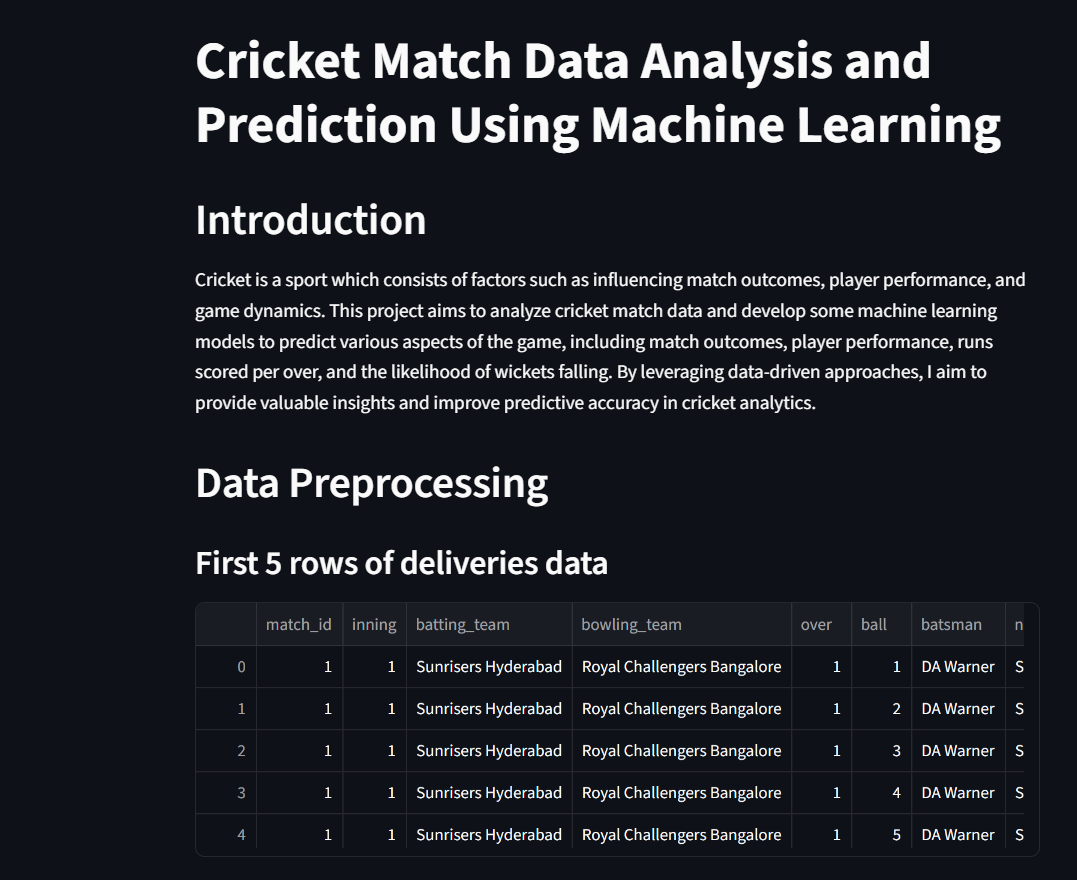 Cricket Match Data Analysis and
Prediction Using Machine Learning
Introduction
Cricket is a sport which consists of factors such as influencing match outcomes, player performance, and
game dynamics. This project aims to analyze cricket match data and develop some machine learning
models to predict various aspects of the game, including match outcomes, player performance, runs
scored per over, and the likelihood of wickets falling. By leveraging data-driven approaches, I aim to
provide valuable insights and improve predictive accuracy in cricket analytics.
Data Preprocessing
First 5 rows of deliveries data
match_id inning batting_team bowling_team over ball batsman n
0 1 1 Sunrisers Hyderabad Royal Challengers Bangalore 1 1 DA Warner S
1 1 1 Sunrisers Hyderabad Royal Challengers Bangalore 1 2 DA Warner S
2 1 1 Sunrisers Hyderabad Royal Challengers Bangalore 1 3 DA Warner S
3 1 1 Sunrisers Hyderabad Royal Challengers Bangalore 1 4 DA Warner S
4 1 1 Sunrisers Hyderabad Royal Challengers Bangalore 1 5 DA Warner S